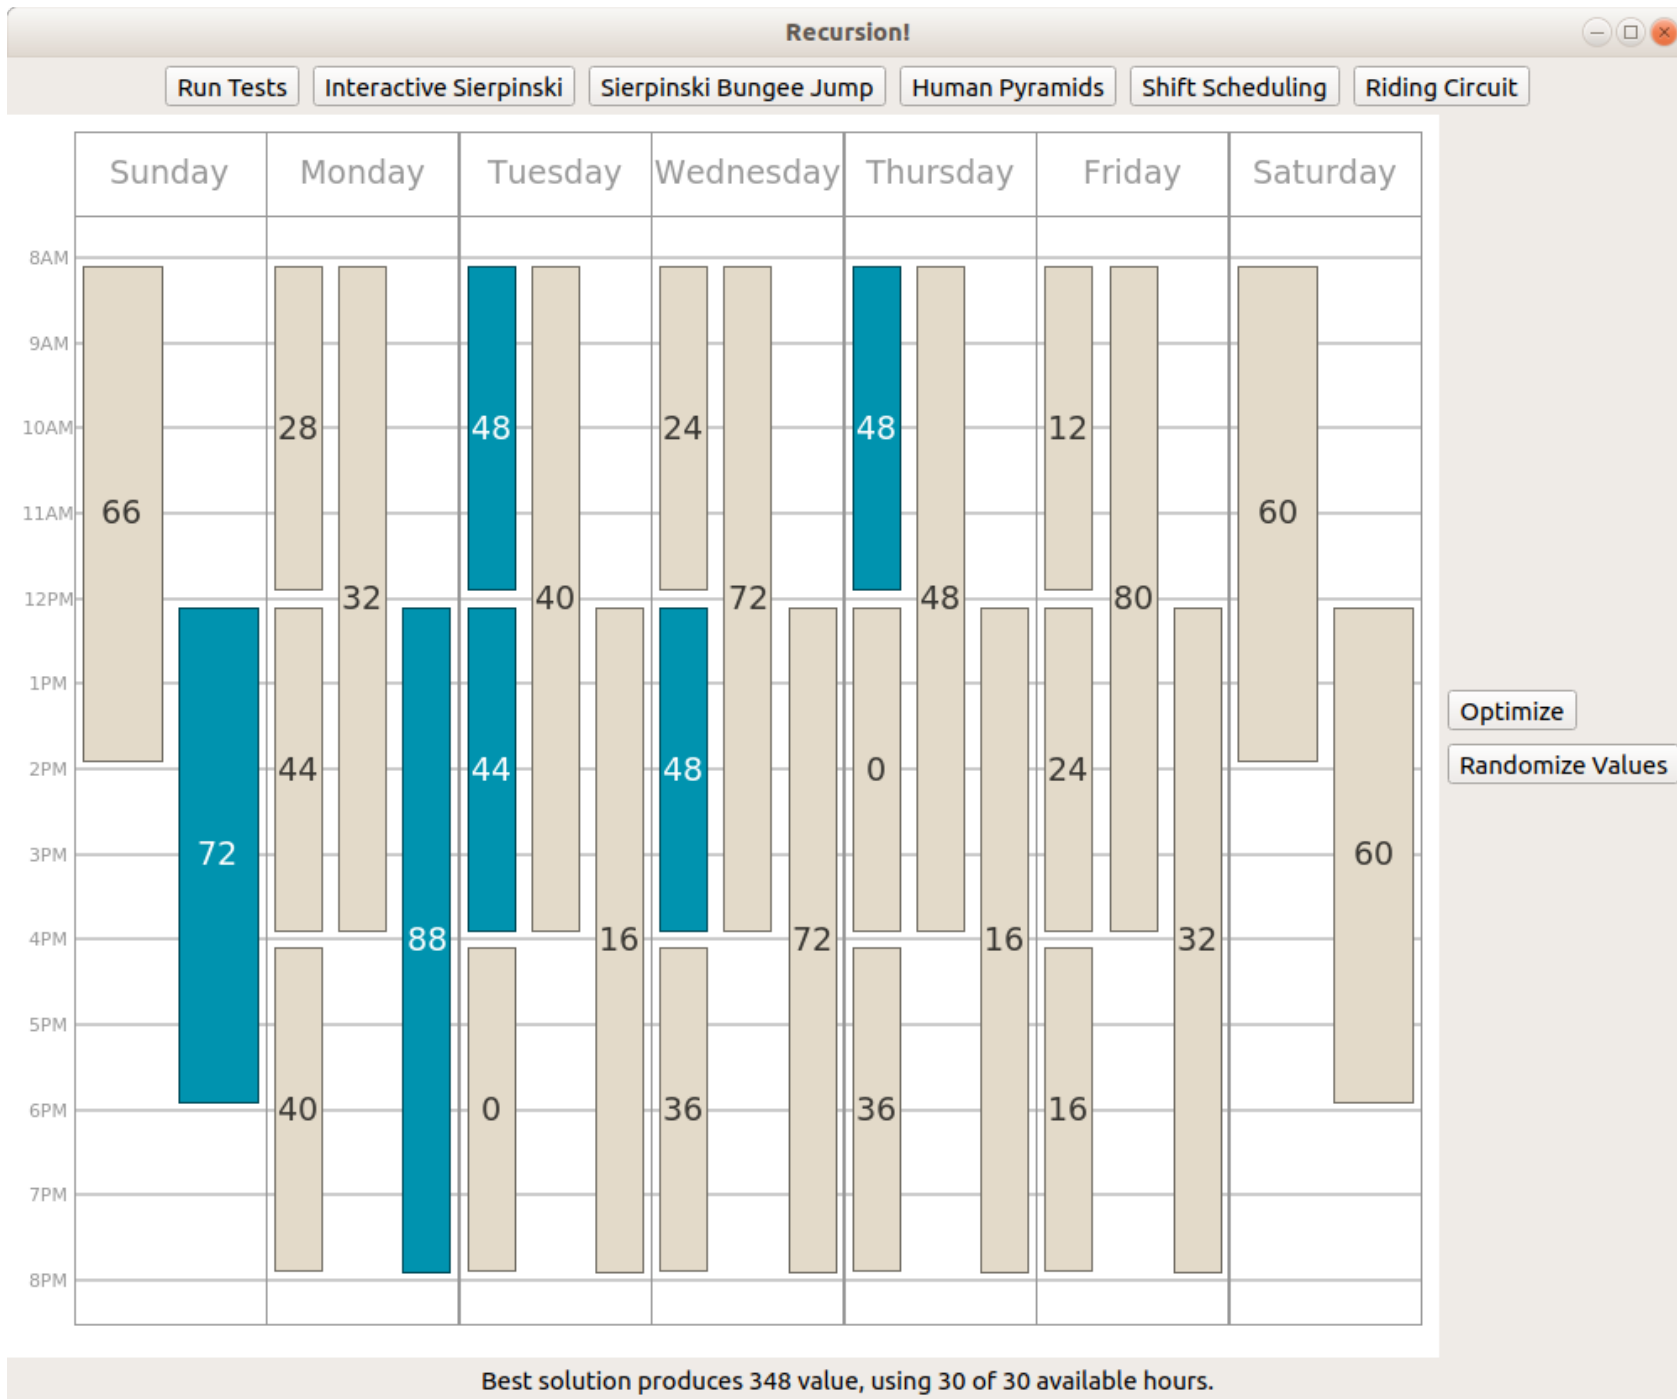 Recursion!
Run Tests Interactive Sierpinski Sierpinski Bungee Jump Human Pyramids Shift Scheduling Riding Circuit
Sunday Monday Tuesday Wednesday Thursday Friday Saturday
8AM
9AM
10AM 28 48 24 48 12
11AM 66 60
12PM 32 40 72 48 80
1PM
Optimize
2PM 44 44 48 0 24
Randomize Values
3PM 72 60
4PM 88 16 72 16 32
5PM
6PM 40 0 36 36 16
7PM
8PM
Best solution produces 348 value, using 30 of 30 available hours.